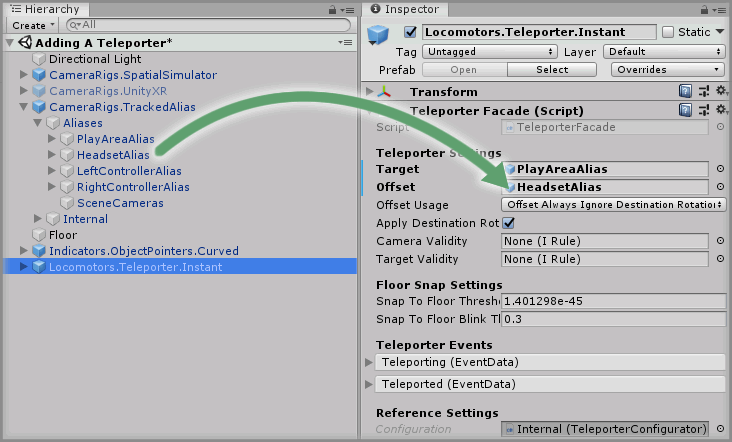 Hierarchy
Create
All
Adding A Teleporter*
Directional Light
CameraRigs.SpatialSimulator
CameraRigs.UnityXR
CameraRigs.TrackedAlias
Aliases
PlayAreaAlias
HeadsetAlias
LeftControllerAlias
RightControllerAlias
SceneCameras
Internal
Floor
Indicators.ObjectPointers.Curved
Locomotors.Teleporter.Instant
Inspector
Locomotors.Teleporter.Instant Static
Tag Untagged Layer Default
Prefab Open Select Overrides
Transform
Teleporter Facade (Script)
Script TeleporterFacade
Teleporter Settings
Target PlayAreaAlias
Offset HeadsetAlias
Offset Usage Offset Always Ignore Destination Rotation
Apply Destination Rot
Camera Validity None (I Rule)
Target Validity None (I Rule)
Floor Snap Settings
Snap To Floor Thresho 1.401298e-45
Snap To Floor Blink Th 0.3
Teleporter Events
Teleporting (EventData)
Teleported (EventData)
Reference Settings
Configuration Internal (TeleporterConfigurator)